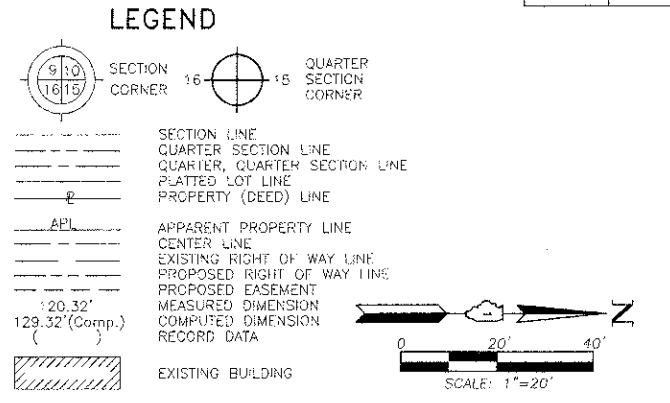 LEGEND
9 10
16 15
SECTION
CORNER
16
15
QUARTER
SECTION
CORNER
SECTION LINE
QUARTER SECTION LINE
QUARTER, QUARTER SECTION LINE
PLATTED LOT LINE
PROPERTY (DEED) LINE
APL APPARENT PROPERTY LINE
CENTER LINE
EXISTING RIGHT OF WAY LINE
PROPOSED RIGHT OF WAY LINE
PROPOSED EASEMENT
120.32' MEASURED DIMENSION
129.32'(Comp.) COMPUTED DIMENSION
( ) RECORD DATA
EXISTING BUILDING
N
0 20' 40'
SCALE: 1"=20'